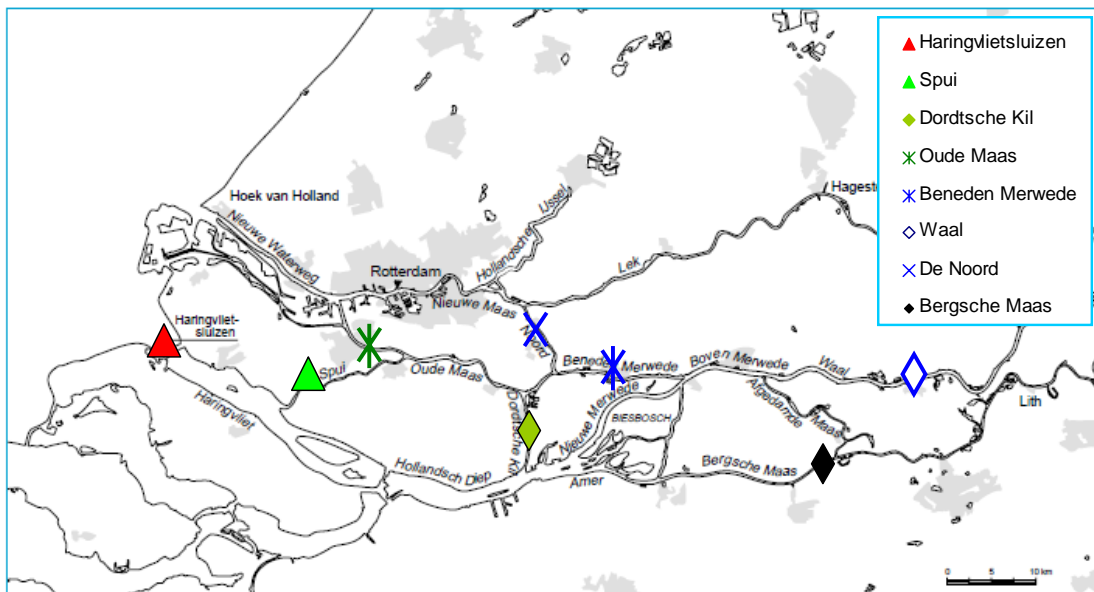 Haringvlietsluizen
Spui
Dordtsche Kil
Oude Maas
Beneden Merwede
Waal
De Noord
Bergsche Maas
Hageste
Hoek van Holland
Nieuwe Waterweg
Rotterdam
Hollandsche IJssel
Lek
Nieuwe Maas
Haringvliet-
sluizen
Noord
Spui
Oude Maas
Beneden Merwede
Boven Merwede
Waal
Haringvliet
Dordtsche Kil
Nieuwe Merwede
BIESBOSCH
Afgedamde Maas
Lith
Hollandsch Diep
Amer
Bergsche Maas
0 5 10 km